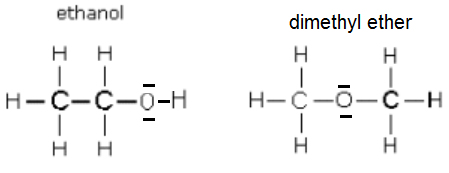 ethanol
dimethyl ether
H H
H–C–C–O–H
H H
H H
H–C–O–C–H
H H